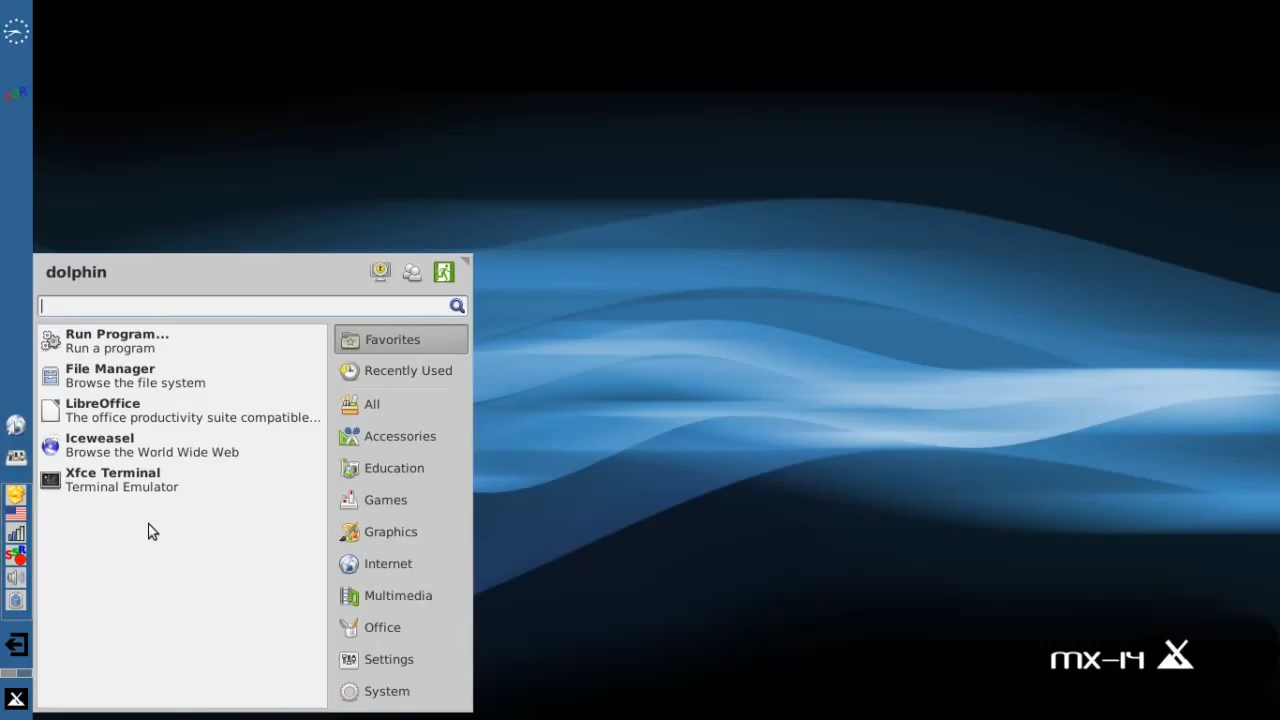 SSR
dolphin
Run Program...
Run a program
File Manager
Browse the file system
LibreOffice
The office productivity suite compatible...
Iceweasel
Browse the World Wide Web
Xfce Terminal
Terminal Emulator
Favorites
Recently Used
All
Accessories
Education
Games
Graphics
Internet
Multimedia
Office
Settings
System
SSR
mx-14